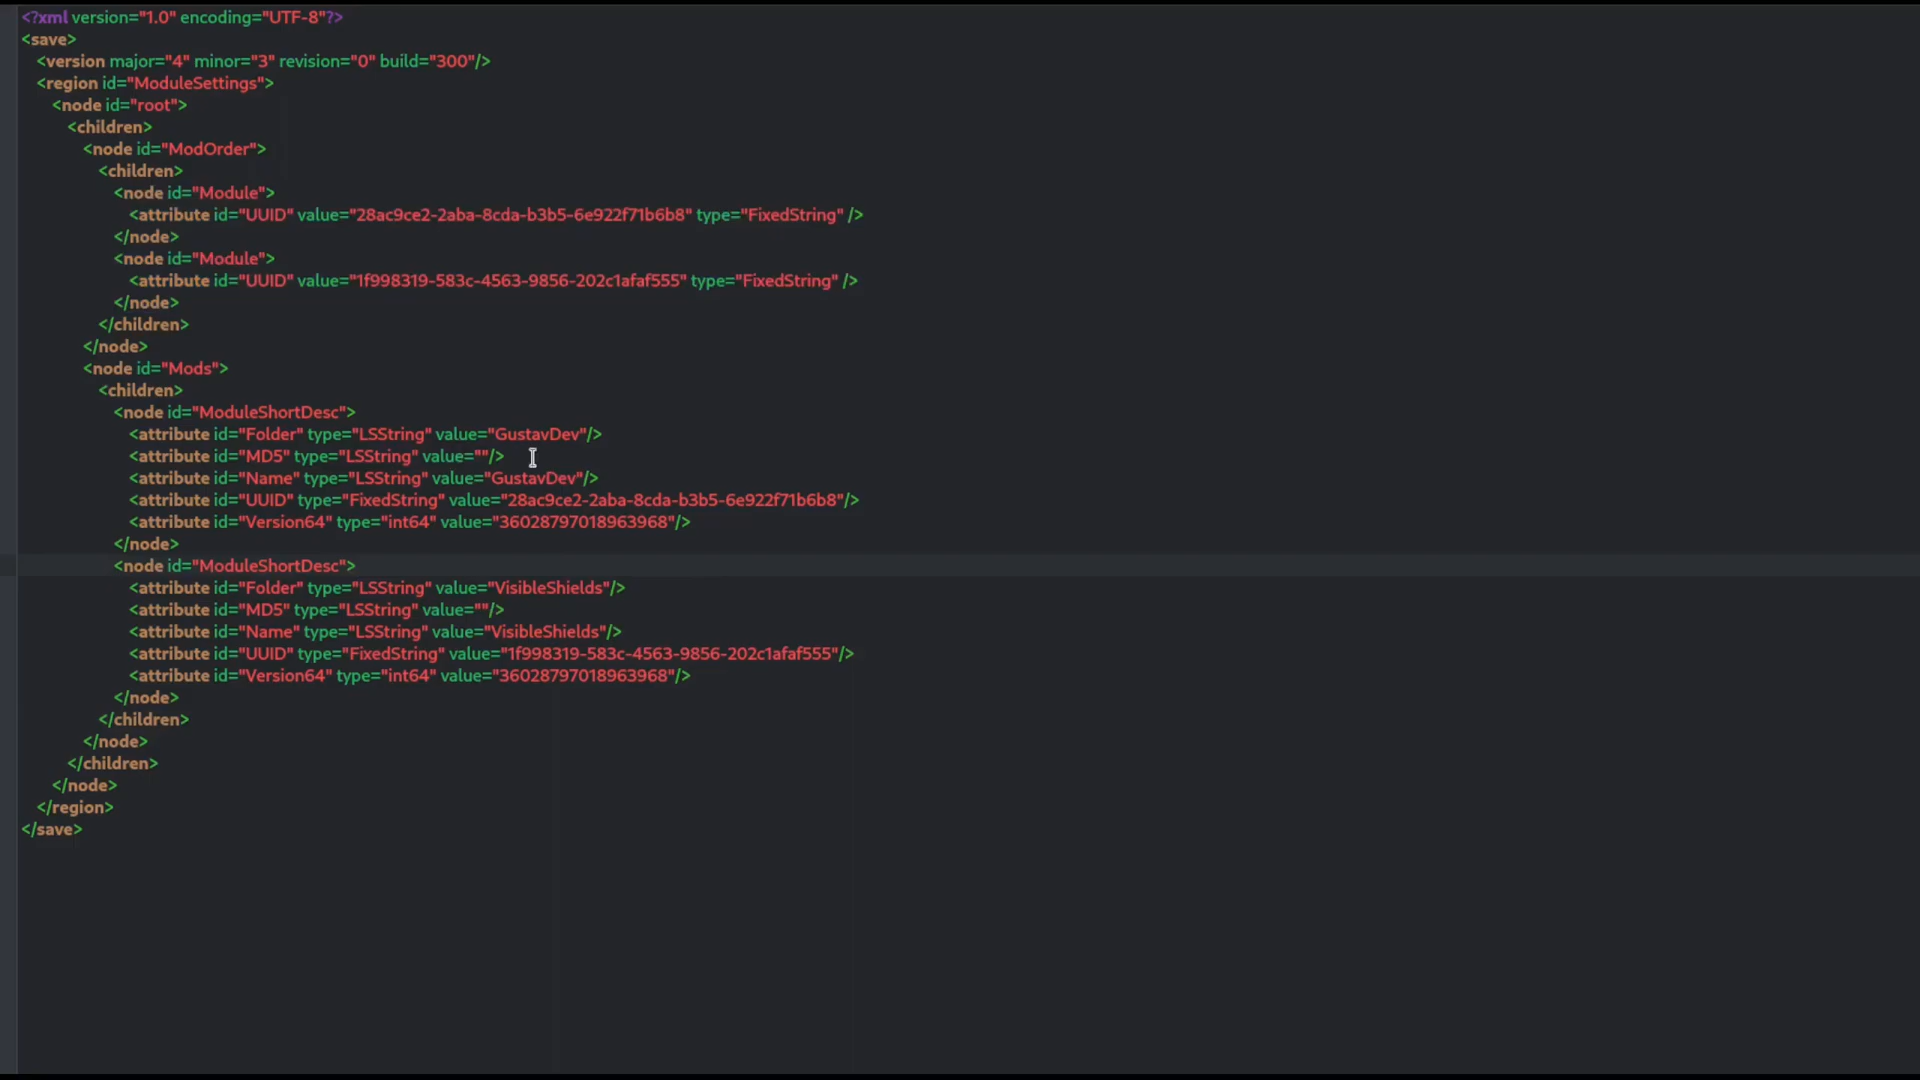 <?xml version="1.0" encoding="UTF-8"?>
<save>
<version major="4" minor="3" revision="0" build="300"/>
<region id="ModuleSettings">
<node id="root">
<children>
<node id="ModOrder">
<children>
<node id="Module">
<attribute id="UUID" value="28ac9ce2-2aba-8cda-b3b5-6e922f71b6b8" type="FixedString" />
</node>
<node id="Module">
<attribute id="UUID" value="1f998319-583c-4563-9856-202c1afaf555" type="FixedString" />
</node>
</children>
</node>
<node id="Mods">
<children>
<node id="ModuleShortDesc">
<attribute id="Folder" type="LSString" value="GustavDev"/>
<attribute id="MD5" type="LSString" value=""/>
<attribute id="Name" type="LSString" value="GustavDev"/>
<attribute id="UUID" type="FixedString" value="28ac9ce2-2aba-8cda-b3b5-6e922f71b6b8"/>
<attribute id="Version64" type="int64" value="36028797018963968"/>
</node>
<node id="ModuleShortDesc">
<attribute id="Folder" type="LSString" value="VisibleShields"/>
<attribute id="MD5" type="LSString" value=""/>
<attribute id="Name" type="LSString" value="VisibleShields"/>
<attribute id="UUID" type="FixedString" value="1f998319-583c-4563-9856-202c1afaf555"/>
<attribute id="Version64" type="int64" value="36028797018963968"/>
</node>
</children>
</node>
</children>
</node>
</region>
</save>